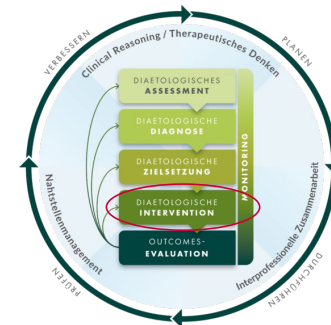 VERBESSERN
PLANEN
Clinical Reasoning / Therapeutisches Denken
DIAETOLOGISCHES
ASSESSMENT
DIAETOLOGISCHE
DIAGNOSE
DIAETOLOGISCHE
ZIELSETZUNG
DIAETOLOGISCHE
INTERVENTION
OUTCOMES-
EVALUATION
MONITORING
Nahtstellenmanagement
Interprofessionelle Zusammenarbeit
PRÜFEN
DURCHFÜHREN